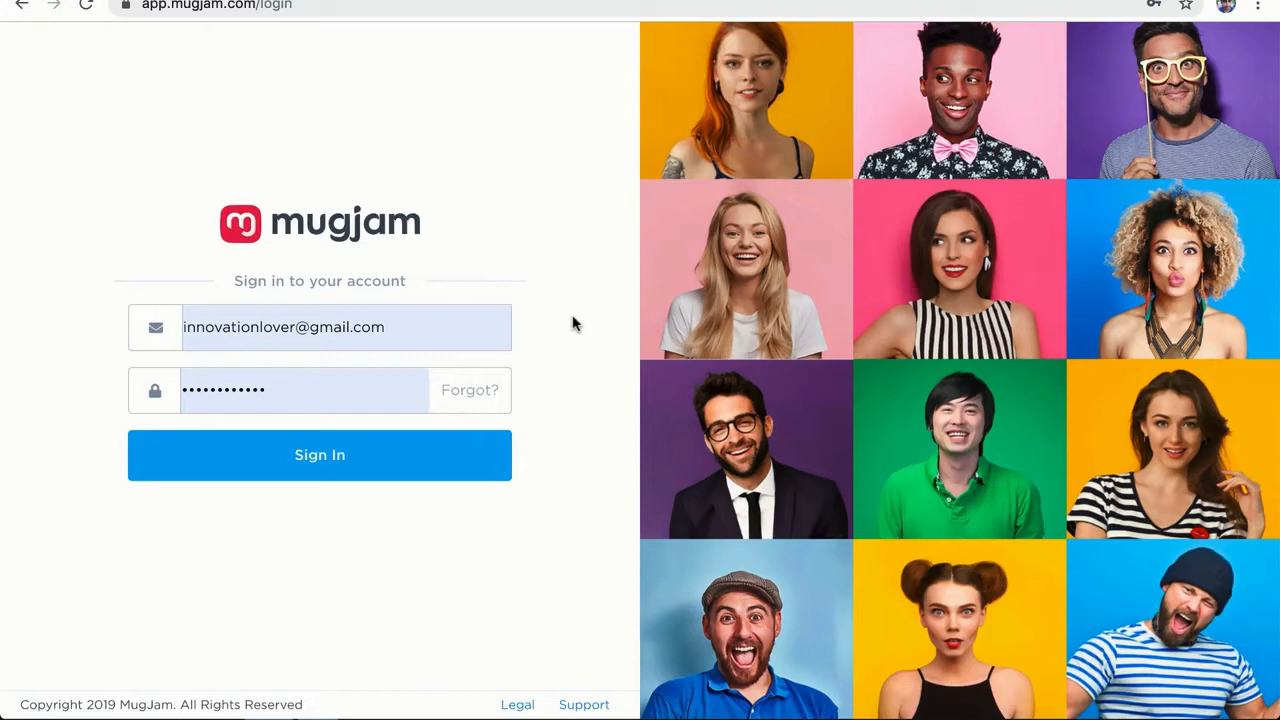 app.mugjam.com/login
mugjam
Sign in to your account
innovationlover@gmail.com
••••••••••••
Forgot?
Sign In
Copyright 2019 MugJam. All Rights Reserved
Legal
Support